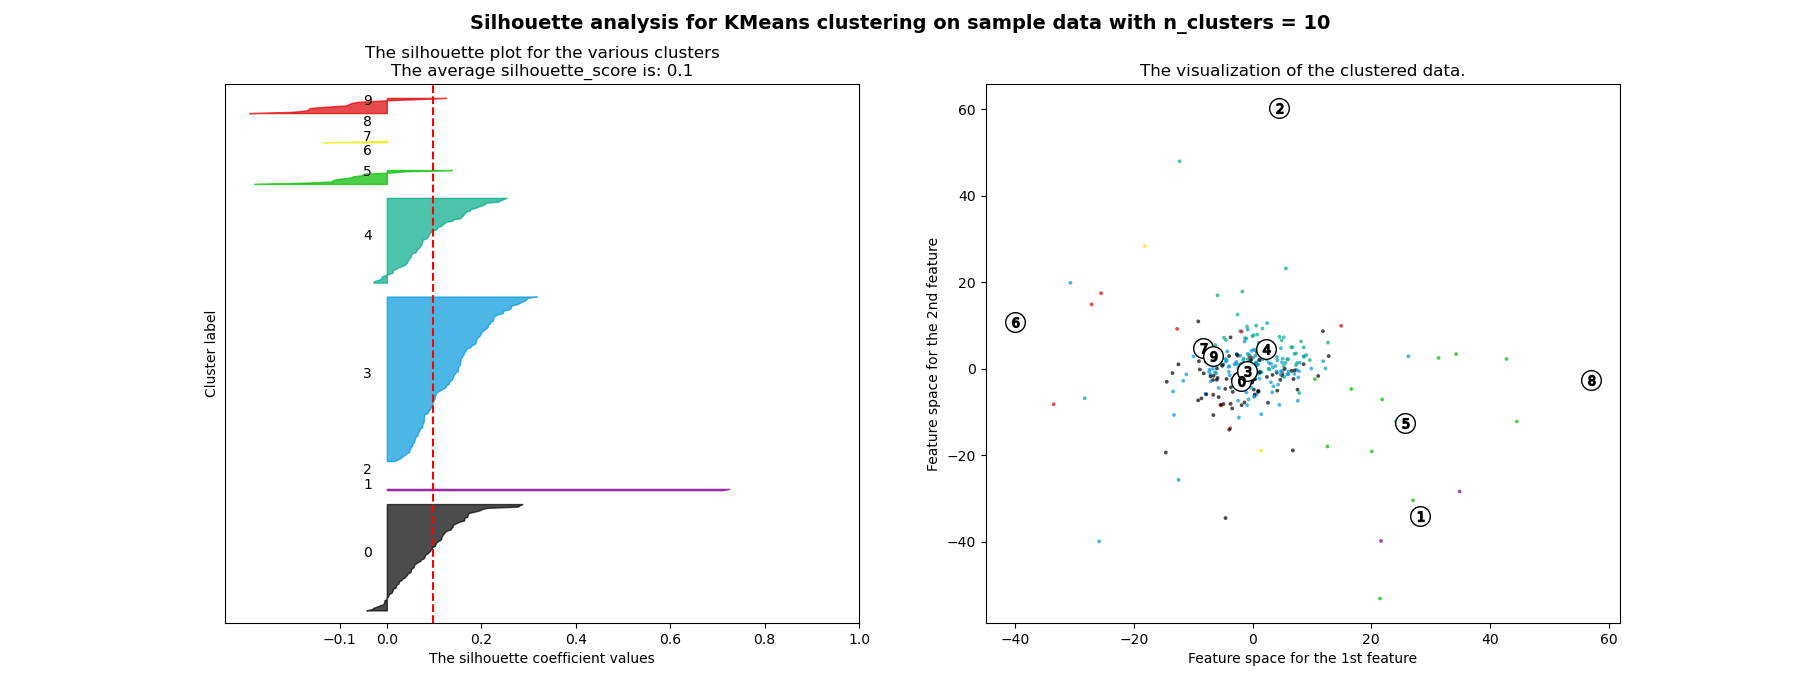 Silhouette analysis for KMeans clustering on sample data with n_clusters = 10
The silhouette plot for the various clusters
The average silhouette_score is: 0.1
9
8
7
6
5
4
3
2
1
0
Cluster label
−0.1 0.0 0.2 0.4 0.6 0.8 1.0
The silhouette coefficient values
The visualization of the clustered data.
60
40
20
0
−20
−40
Feature space for the 2nd feature
2
6
7
9
4
3
0
8
5
1
−40 −20 0 20 40 60
Feature space for the 1st feature